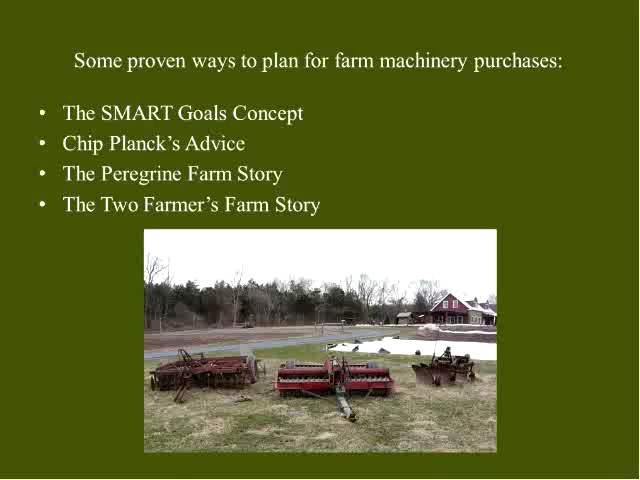 Some proven ways to plan for farm machinery purchases:
• The SMART Goals Concept
• Chip Planck’s Advice
• The Peregrine Farm Story
• The Two Farmer’s Farm Story